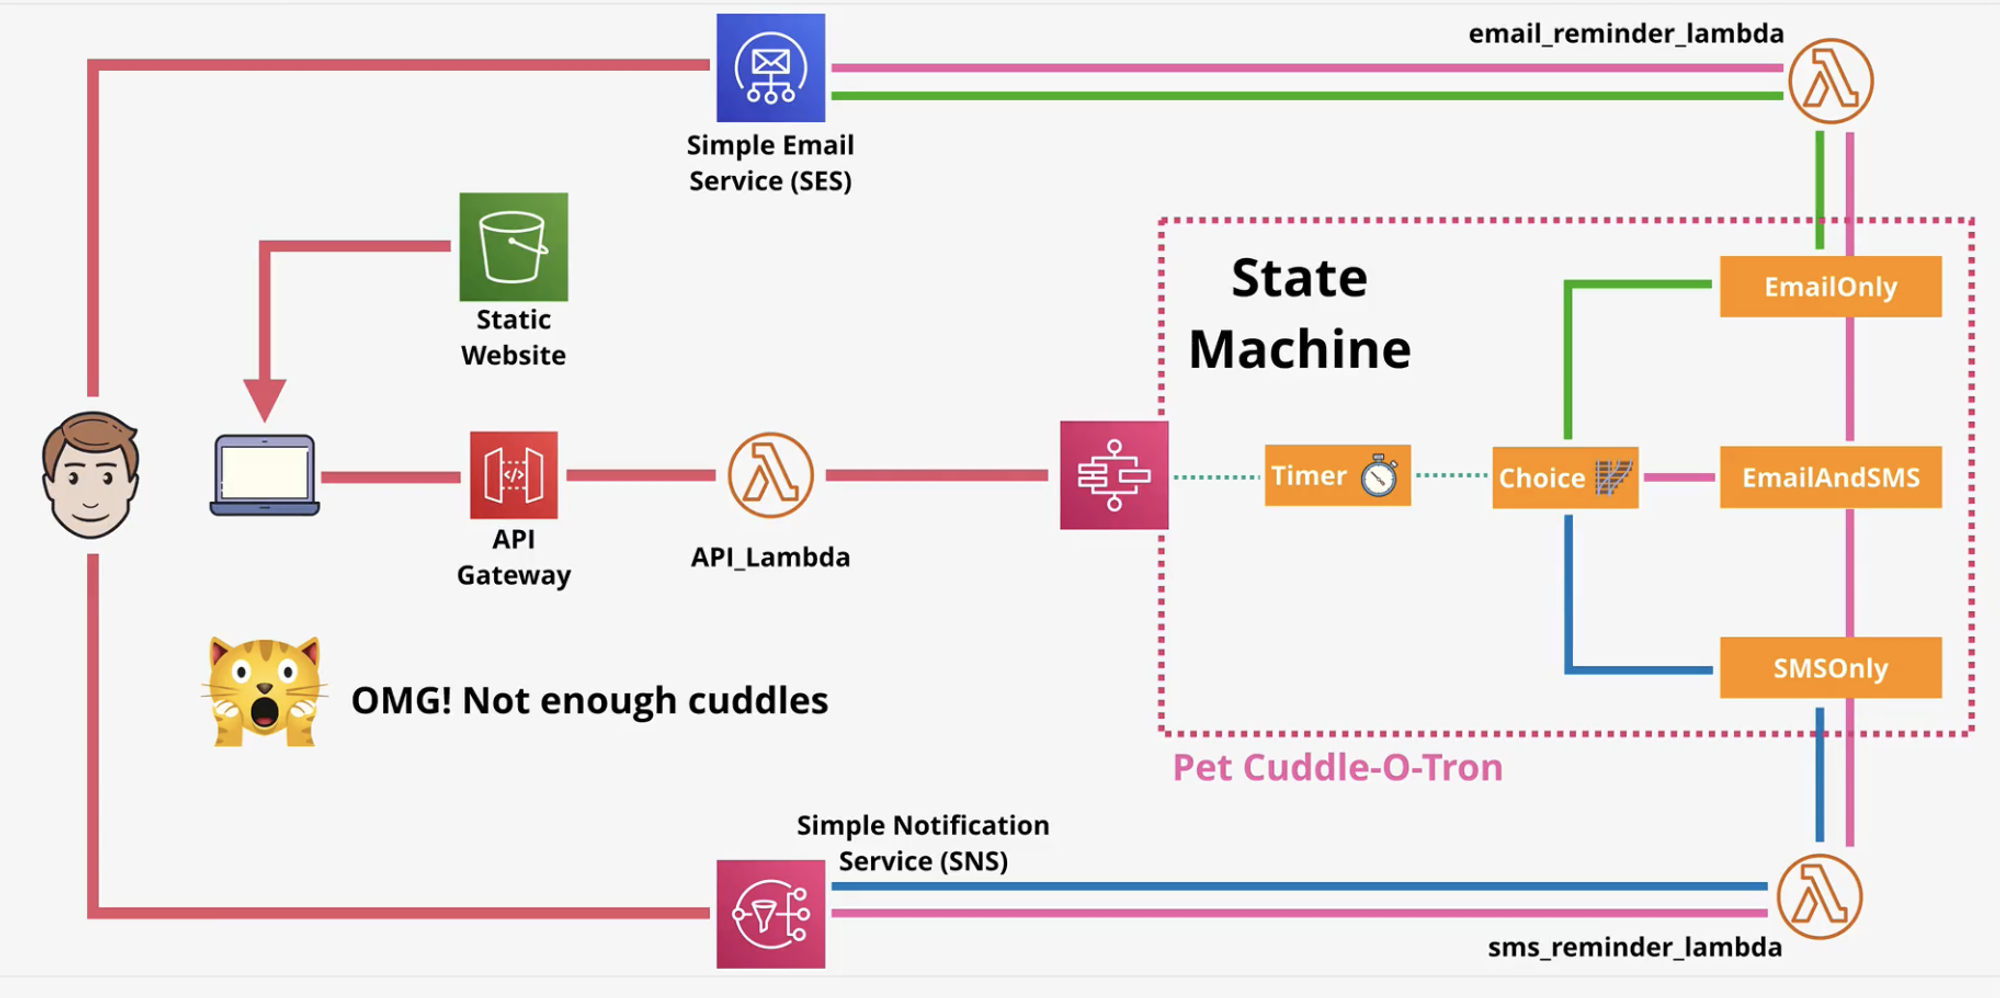 email_reminder_lambda
Simple Email
Service (SES)
Static
Website
State
Machine
EmailOnly
Timer
Choice
EmailAndSMS
</>
API
Gateway
API_Lambda
SMSOnly
OMG! Not enough cuddles
Pet Cuddle-O-Tron
Simple Notification
Service (SNS)
sms_reminder_lambda